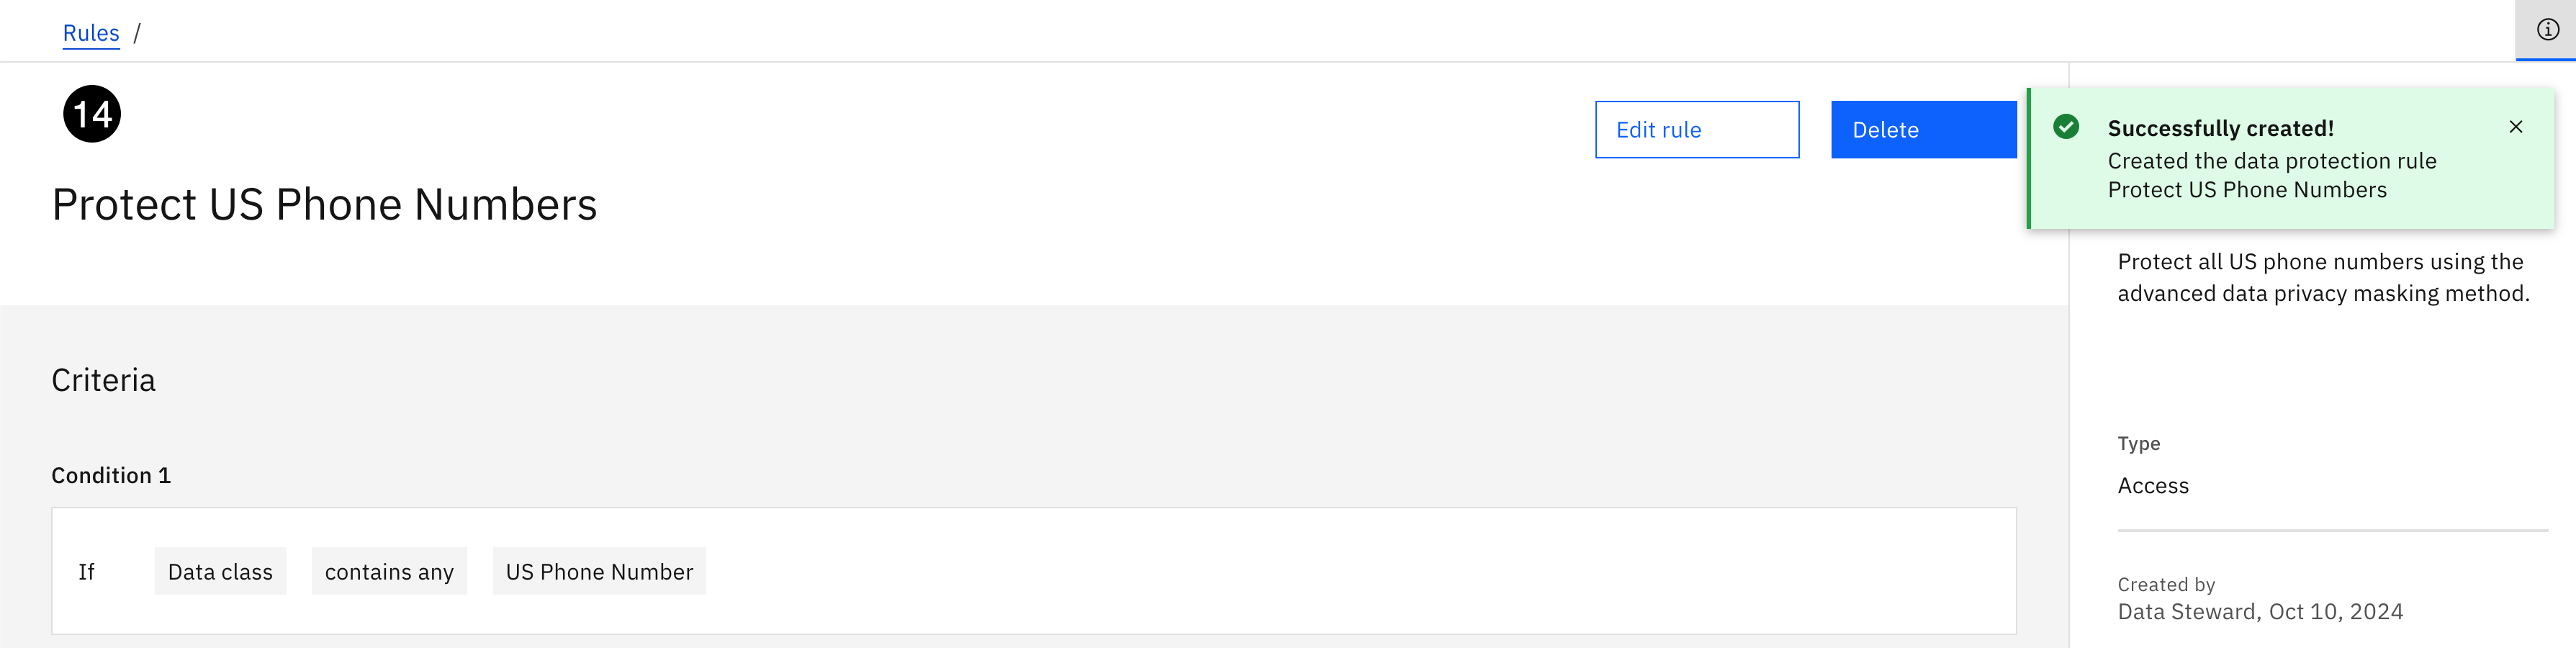 Rules /
14
Edit rule
Delete
Protect US Phone Numbers
Successfully created!
Created the data protection rule
Protect US Phone Numbers
Protect all US phone numbers using the
advanced data privacy masking method.
Criteria
Condition 1
If Data class contains any US Phone Number
Type
Access
Created by
Data Steward, Oct 10, 2024